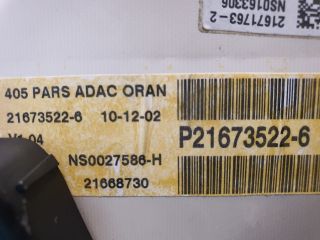 21671763-2
NS0163306
405 PARS ADAC ORAN
21673522-6 10-12-02
V1.04
NS0027586-H
21668730
P21673522-6